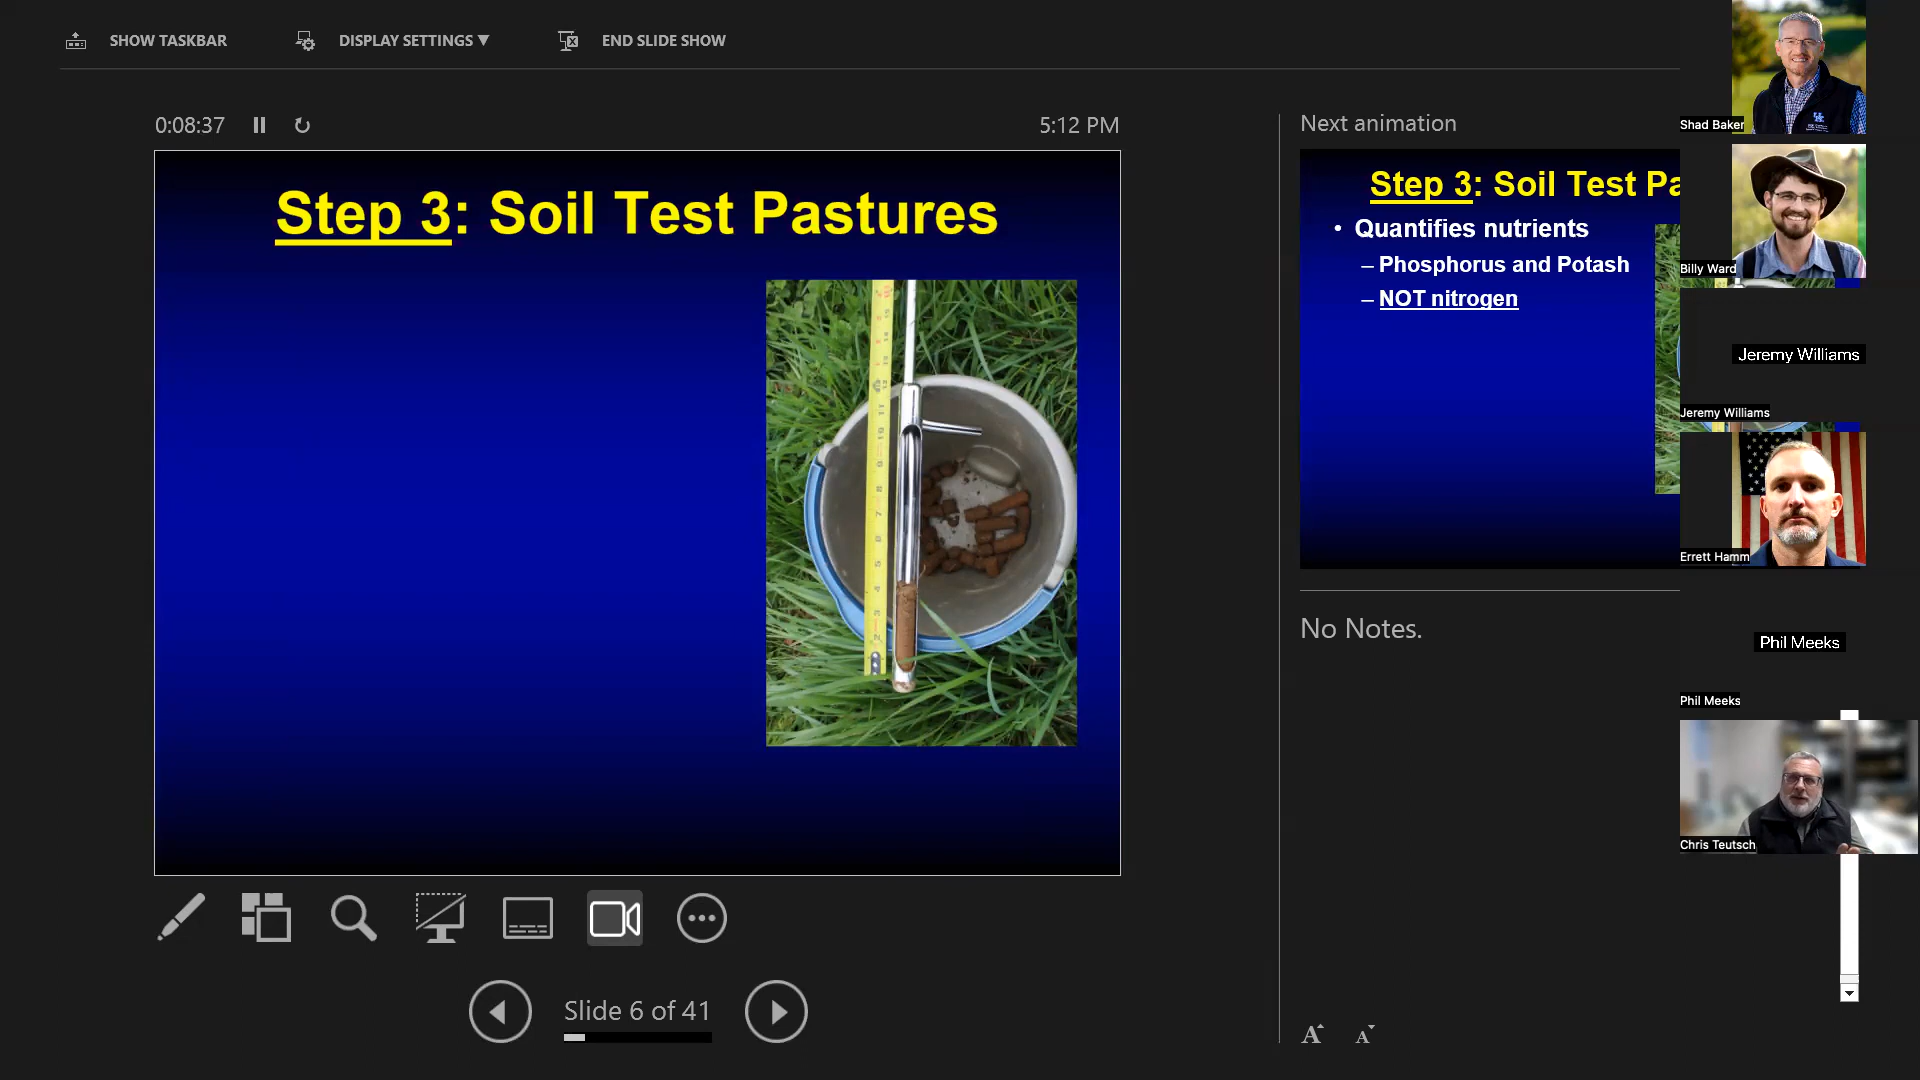 SHOW TASKBAR
DISPLAY SETTINGS ▼
END SLIDE SHOW
0:08:37
5:12 PM
Step 3: Soil Test Pastures
Slide 6 of 41
Next animation
Step 3: Soil Test Pa
• Quantifies nutrients
– Phosphorus and Potash
– NOT nitrogen
No Notes.
A A
Shad Baker
Billy Ward
Jeremy Williams
Jeremy Williams
Errett Hamm
Phil Meeks
Phil Meeks
Chris Teutsch